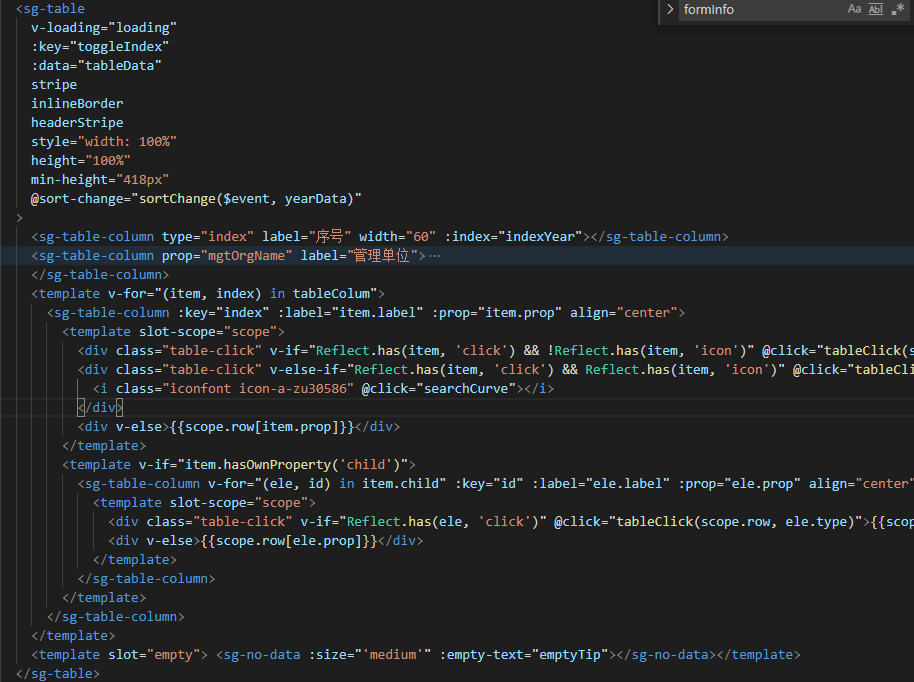 <sg-table
formInfo
Aa Abl .*
v-loading="loading"
:key="toggleIndex"
:data="tableData"
stripe
inlineBorder
headerStripe
style="width: 100%"
height="100%"
min-height="418px"
@sort-change="sortChange($event, yearData)"
>
<sg-table-column type="index" label="序号" width="60" :index="indexYear"></sg-table-column>
<sg-table-column prop="mgtOrgName" label="管理单位">···
</sg-table-column>
<template v-for="(item, index) in tableColum">
<sg-table-column :key="index" :label="item.label" :prop="item.prop" align="center">
<template slot-scope="scope">
<div class="table-click" v-if="Reflect.has(item, 'click') && !Reflect.has(item, 'icon')" @click="tableClick(s
<div class="table-click" v-else-if="Reflect.has(item, 'click') && Reflect.has(item, 'icon')" @click="tableCli
<i class="iconfont icon-a-zu30586" @click="searchCurve"></i>
</div>
<div v-else>{{scope.row[item.prop]}}</div>
</template>
<template v-if="item.hasOwnProperty('child')">
<sg-table-column v-for="(ele, id) in item.child" :key="id" :label="ele.label" :prop="ele.prop" align="center"
<template slot-scope="scope">
<div class="table-click" v-if="Reflect.has(ele, 'click')" @click="tableClick(scope.row, ele.type)">{{scop
<div v-else>{{scope.row[ele.prop]}}</div>
</template>
</sg-table-column>
</template>
</sg-table-column>
</template>
<template slot="empty"> <sg-no-data :size="'medium'" :empty-text="emptyTip"></sg-no-data></template>
</sg-table>